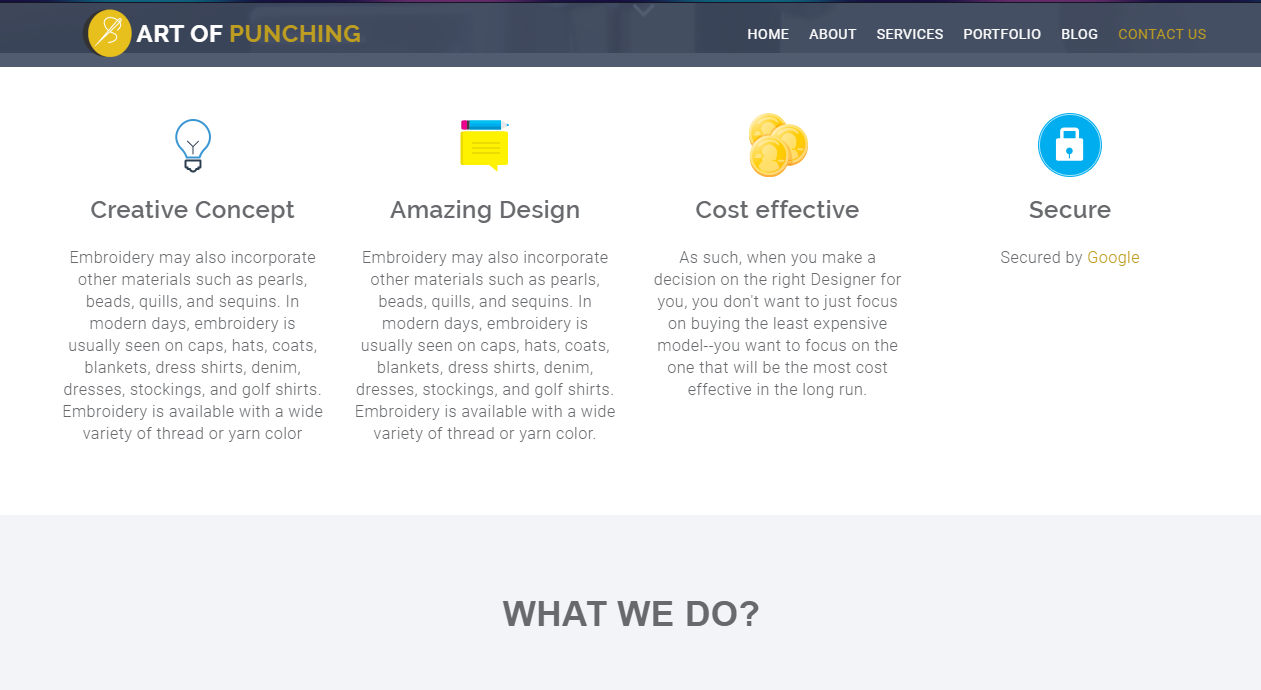 ART OF PUNCHING
HOME ABOUT SERVICES PORTFOLIO BLOG CONTACT US
Creative Concept
Embroidery may also incorporate
other materials such as pearls,
beads, quills, and sequins. In
modern days, embroidery is
usually seen on caps, hats, coats,
blankets, dress shirts, denim,
dresses, stockings, and golf shirts.
Embroidery is available with a wide
variety of thread or yarn color
Amazing Design
Embroidery may also incorporate
other materials such as pearls,
beads, quills, and sequins. In
modern days, embroidery is
usually seen on caps, hats, coats,
blankets, dress shirts, denim,
dresses, stockings, and golf shirts.
Embroidery is available with a wide
variety of thread or yarn color.
Cost effective
As such, when you make a
decision on the right Designer for
you, you don't want to just focus
on buying the least expensive
model--you want to focus on the
one that will be the most cost
effective in the long run.
Secure
Secured by Google
WHAT WE DO?